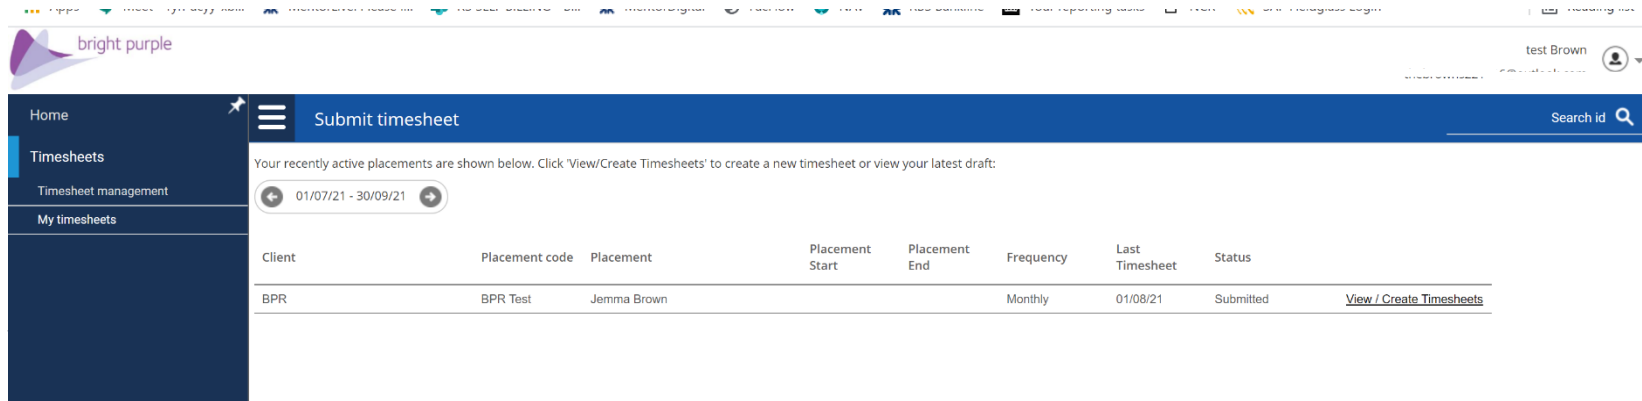 bright purple
test Brown
Home
Submit timesheet
Search id
Timesheets
Your recently active placements are shown below. Click 'View/Create Timesheets' to create a new timesheet or view your latest draft:
Timesheet management
01/07/21 - 30/09/21
My timesheets
Client Placement code Placement Placement Start Placement End Frequency Last Timesheet Status
BPR BPR Test Jemma Brown Monthly 01/08/21 Submitted View / Create Timesheets